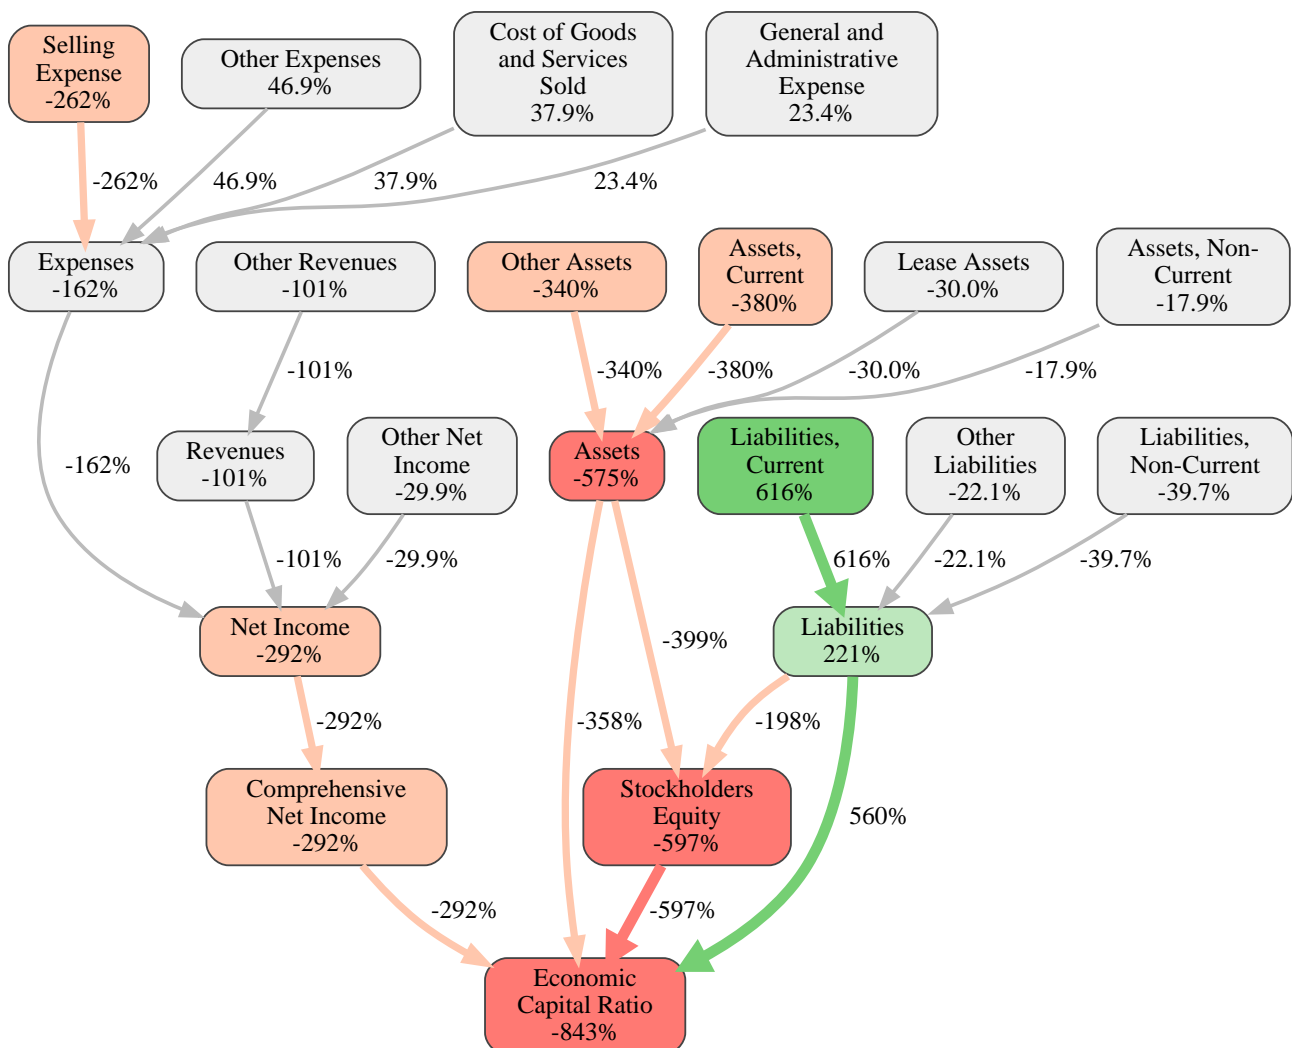 Selling
Expense
-262%
Other Expenses
46.9%
Cost of Goods
and Services
Sold
37.9%
General and
Administrative
Expense
23.4%
-262%
46.9%
37.9%
23.4%
Expenses
-162%
Other Revenues
-101%
Other Assets
-340%
Assets,
Current
-380%
Lease Assets
-30.0%
Assets, Non-
Current
-17.9%
-101%
-340%
-380%
-30.0%
-17.9%
-162%
Revenues
-101%
Other Net
Income
-29.9%
Assets
-575%
Liabilities,
Current
616%
Other
Liabilities
-22.1%
Liabilities,
Non-Current
-39.7%
-101%
-29.9%
616%
-22.1%
-39.7%
Net Income
-292%
-399%
Liabilities
221%
-292%
-358%
-198%
Comprehensive
Net Income
-292%
Stockholders
Equity
-597%
560%
-292%
-597%
Economic
Capital Ratio
-843%